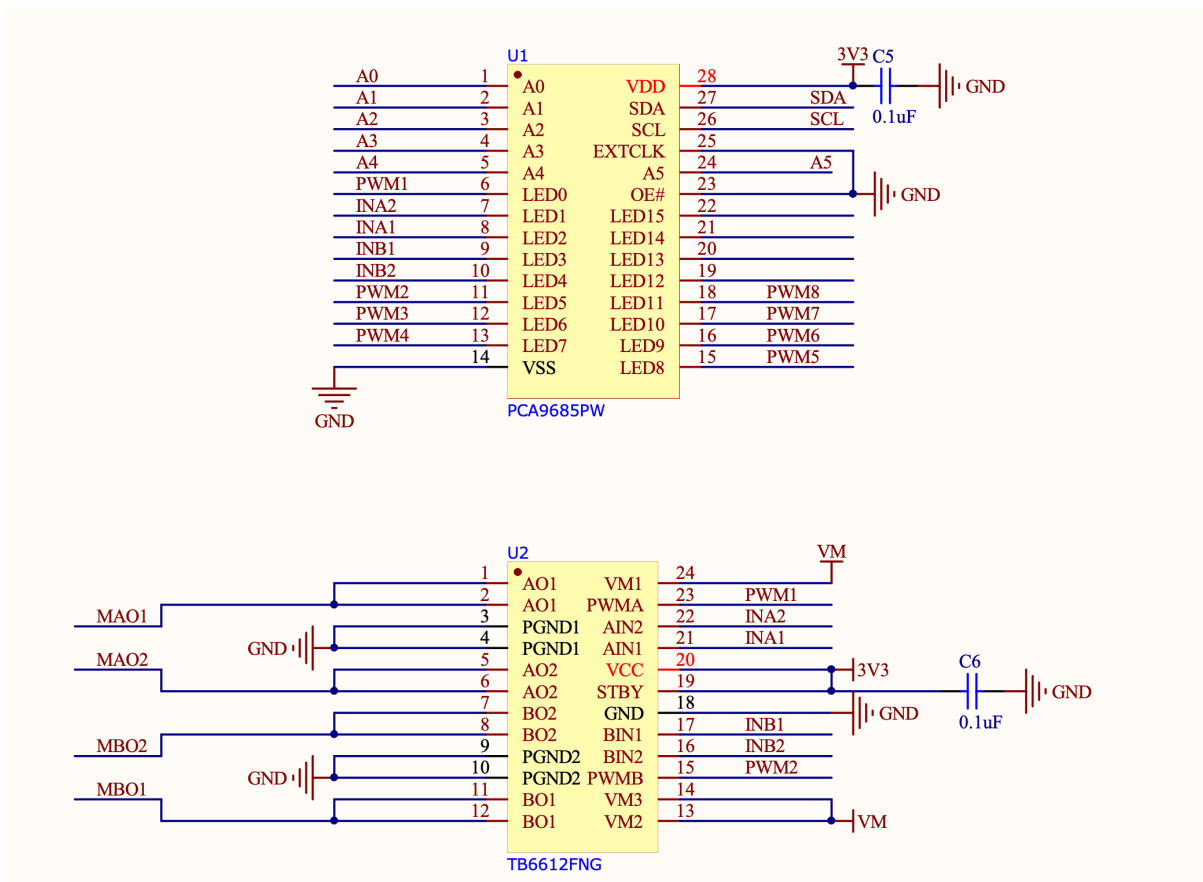 U1
3V3 C5
A0 1 A0 VDD 28 GND
A1 2 A1 SDA 27 SDA
0.1uF
A2 3 A2 SCL 26 SCL
A3 4 A3 EXTCLK 25
A4 5 A4 A5 24 A5
PWM1 6 LED0 OE# 23 GND
INA2 7 LED1 LED15 22
INA1 8 LED2 LED14 21
INB1 9 LED3 LED13 20
INB2 10 LED4 LED12 19
PWM2 11 LED5 LED11 18 PWM8
PWM3 12 LED6 LED10 17 PWM7
PWM4 13 LED7 LED9 16 PWM6
14 VSS LED8 15 PWM5
GND
PCA9685PW
U2
VM
1 AO1 VM1 24
MAO1 2 AO1 PWMA 23 PWM1
3 PGND1 AIN2 22 INA2
GND 4 PGND1 AIN1 21 INA1
MAO2 5 AO2 VCC 20 3V3 C6
6 AO2 STBY 19 GND
0.1uF
7 BO2 GND 18 GND
MBO2 8 BO2 BIN1 17 INB1
9 PGND2 BIN2 16 INB2
GND 10 PGND2 PWMB 15 PWM2
MBO1 11 BO1 VM3 14
12 BO1 VM2 13 VM
TB6612FNG